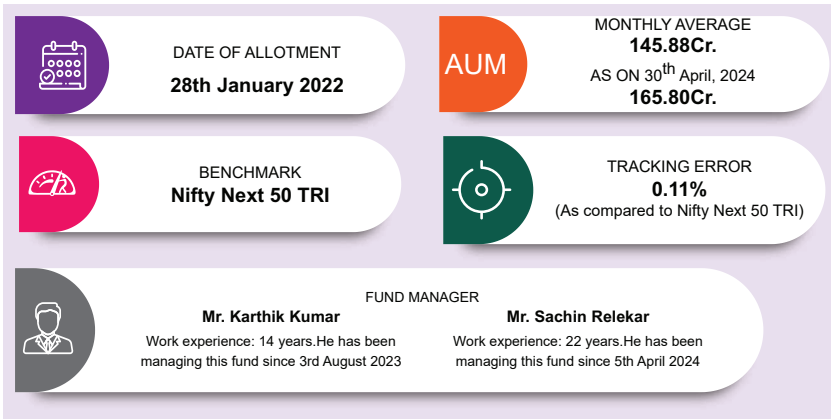 DATE OF ALLOTMENT
28th January 2022
AUM
MONTHLY AVERAGE
145.88Cr.
AS ON 30th April, 2024
165.80Cr.
BENCHMARK
Nifty Next 50 TRI
TRACKING ERROR
0.11%
(As compared to Nifty Next 50 TRI)
FUND MANAGER
Mr. Karthik Kumar
Work experience: 14 years.He has been
managing this fund since 3rd August 2023
Mr. Sachin Relekar
Work experience: 22 years.He has been
managing this fund since 5th April 2024